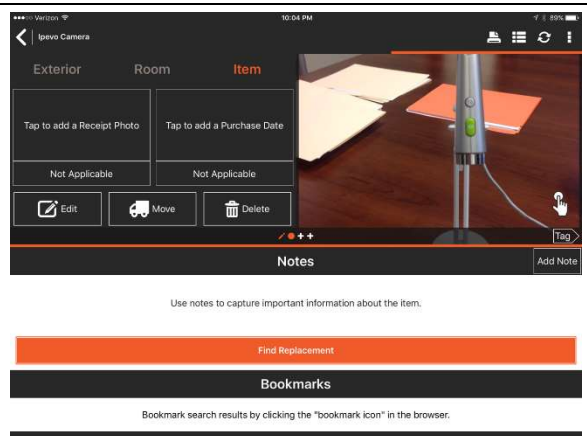 Verizon
10:04 PM
89%
Ipevo Camera
Exterior
Room
Item
Tap to add a Receipt Photo
Tap to add a Purchase Date
Not Applicable
Not Applicable
Edit
Move
Delete
Tag
Notes
Add Note
Use notes to capture important information about the item.
Find Replacement
Bookmarks
Bookmark search results by clicking the "bookmark icon" in the browser.